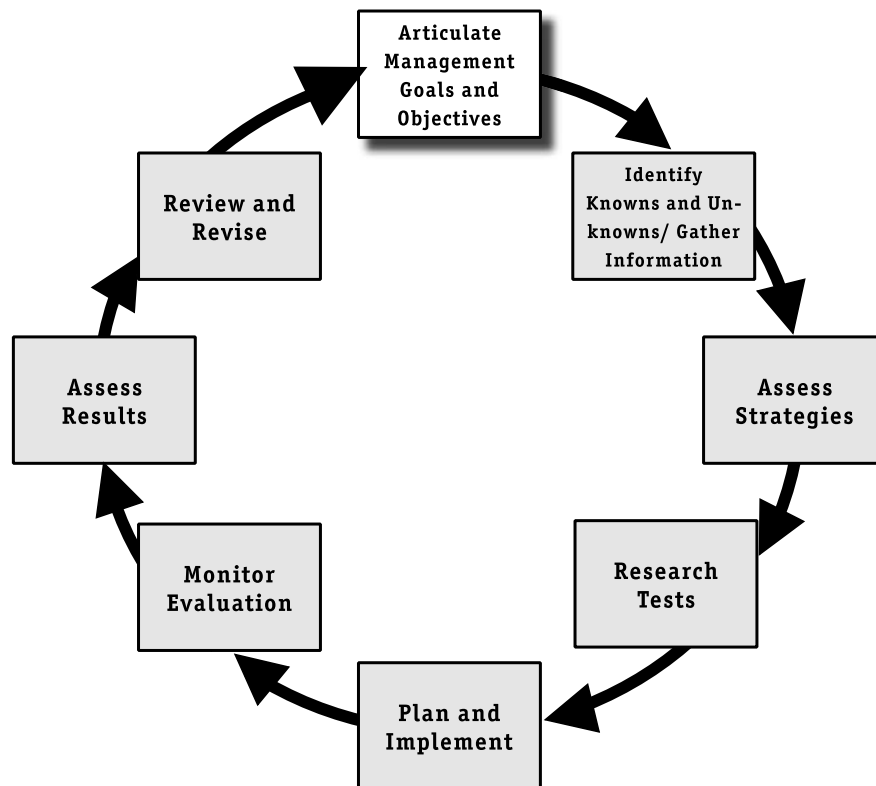 Articulate
Management
Goals and
Objectives
Identify
Knowns and Un-
knowns/ Gather
Information
Assess
Strategies
Research
Tests
Plan and
Implement
Monitor
Evaluation
Assess
Results
Review and
Revise